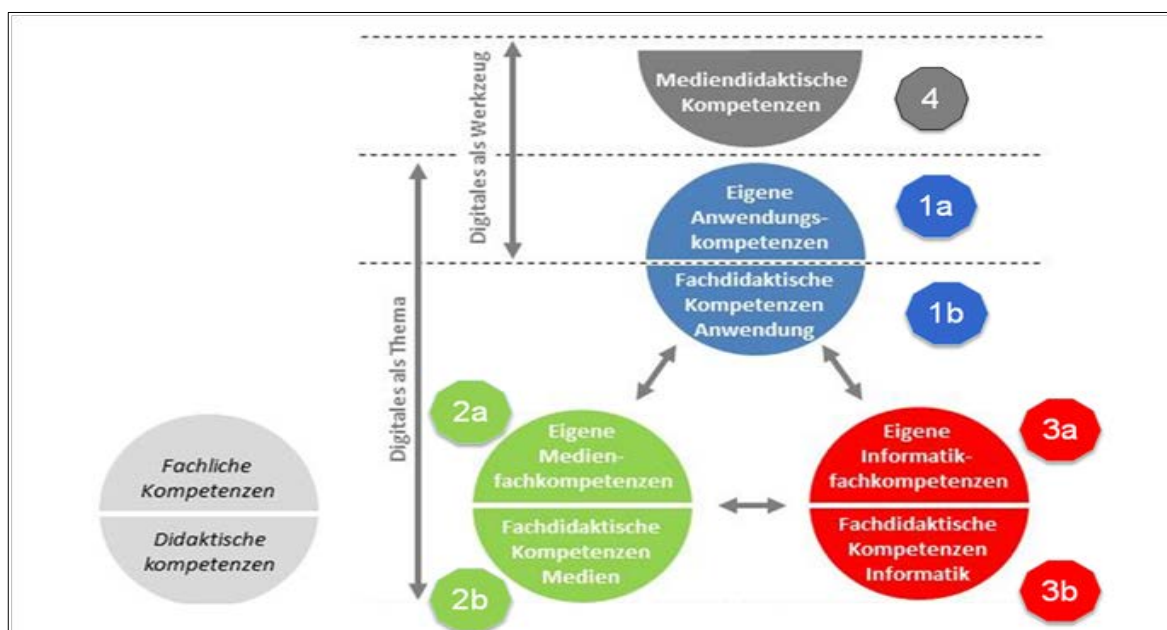 Digitales als Werkzeug
Mediendidaktische
Kompetenzen
4
Digitales als Thema
Eigene
Anwendungs-
kompetenzen
1a
Fachdidaktische
Kompetenzen
Anwendung
1b
2a
Eigene
Medien-
fachkompetenzen
Fachdidaktische
Kompetenzen
Medien
2b
Eigene
Informatik-
fachkompetenzen
3a
Fachdidaktische
Kompetenzen
Informatik
3b
Fachliche
Kompetenzen
Didaktische
kompetenzen